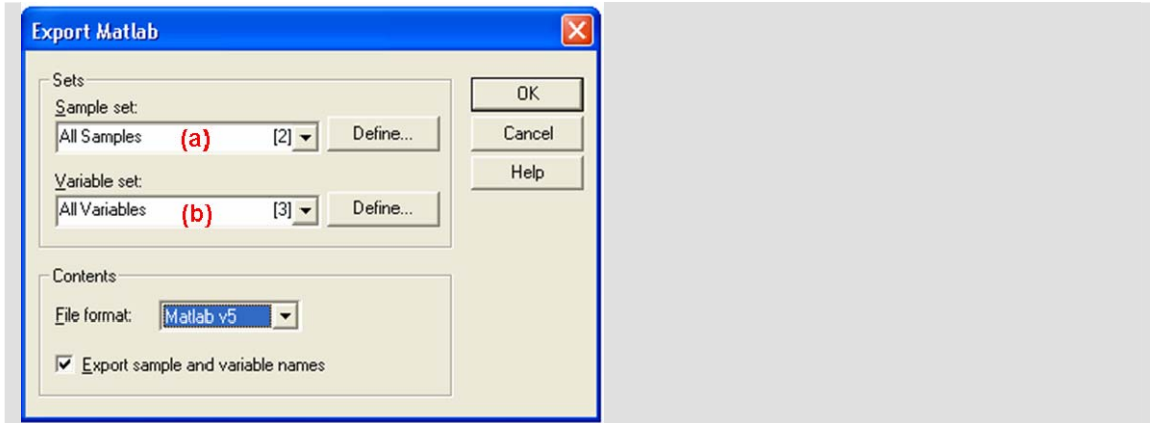 Export Matlab
Sets
Sample set:
All Samples (a) [2] Define...
Variable set:
All Variables (b) [3] Define...
OK
Cancel
Help
Contents
File format: Matlab v5
Export sample and variable names